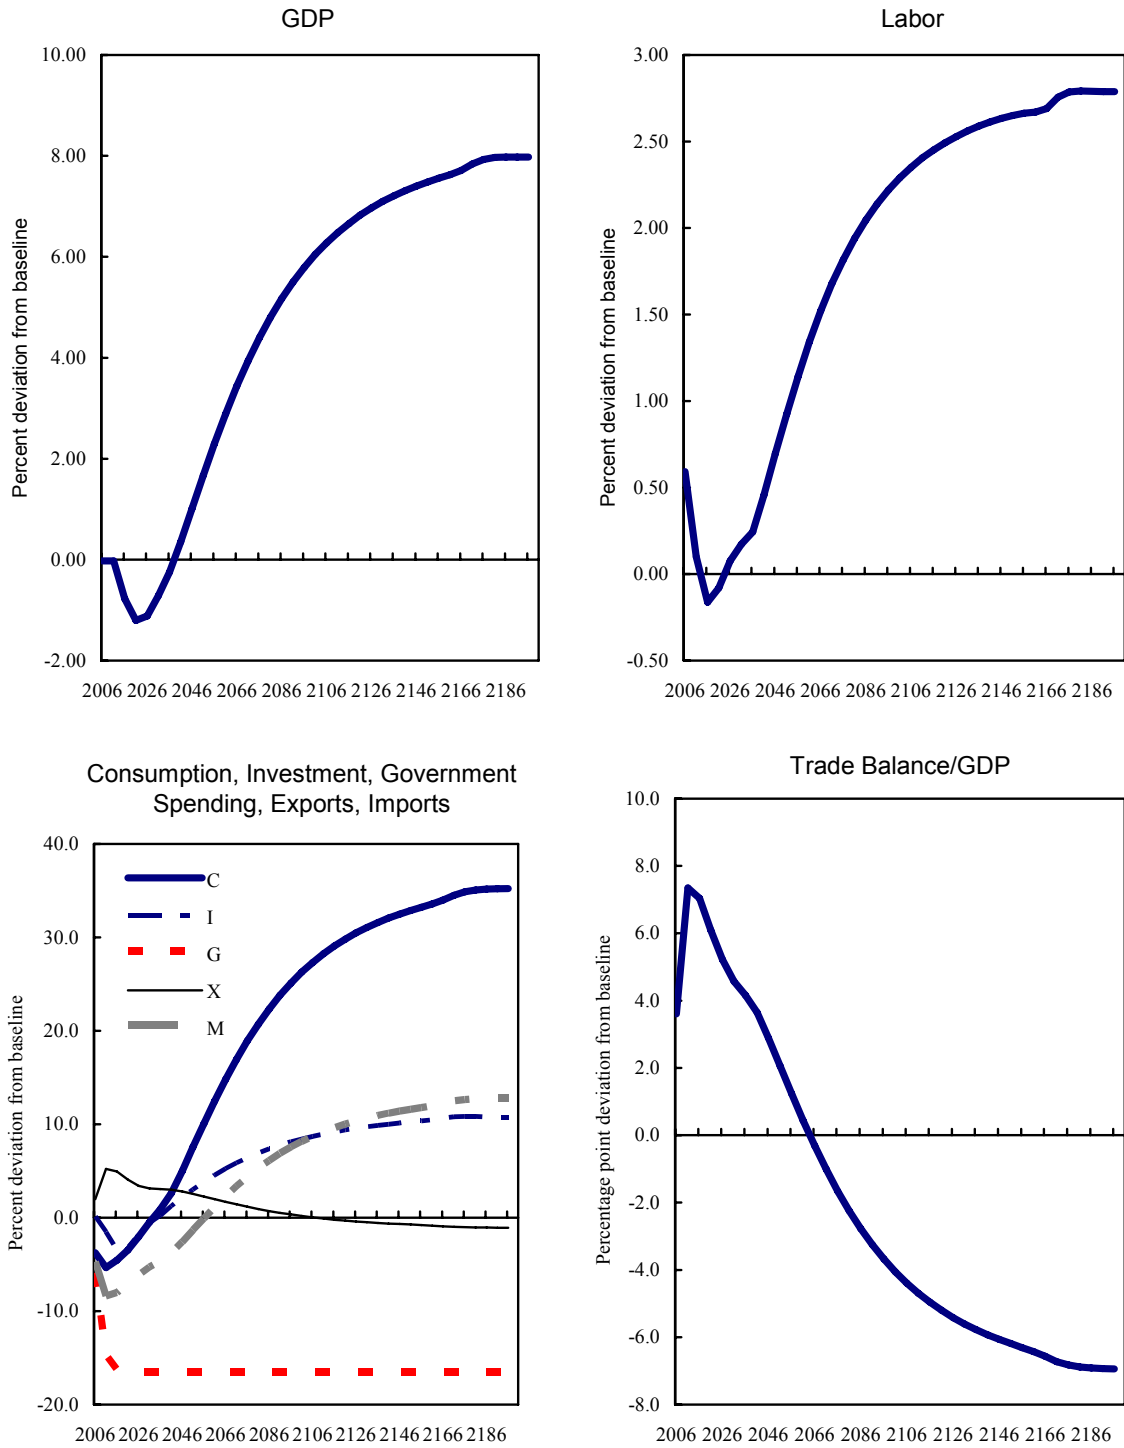 GDP
Percent deviation from baseline
10.00
8.00
6.00
4.00
2.00
0.00
-2.00
2006 2026 2046 2066 2086 2106 2126 2146 2166 2186
Labor
Percent deviation from baseline
3.00
2.50
2.00
1.50
1.00
0.50
0.00
-0.50
2006 2026 2046 2066 2086 2106 2126 2146 2166 2186
Consumption, Investment, Government
Spending, Exports, Imports
Percent deviation from baseline
40.0
30.0
20.0
10.0
0.0
-10.0
-20.0
C
I
G
X
M
2006 2026 2046 2066 2086 2106 2126 2146 2166 2186
Trade Balance/GDP
Percentage point deviation from baseline
10.0
8.0
6.0
4.0
2.0
0.0
-2.0
-4.0
-6.0
-8.0
2006 2026 2046 2066 2086 2106 2126 2146 2166 2186